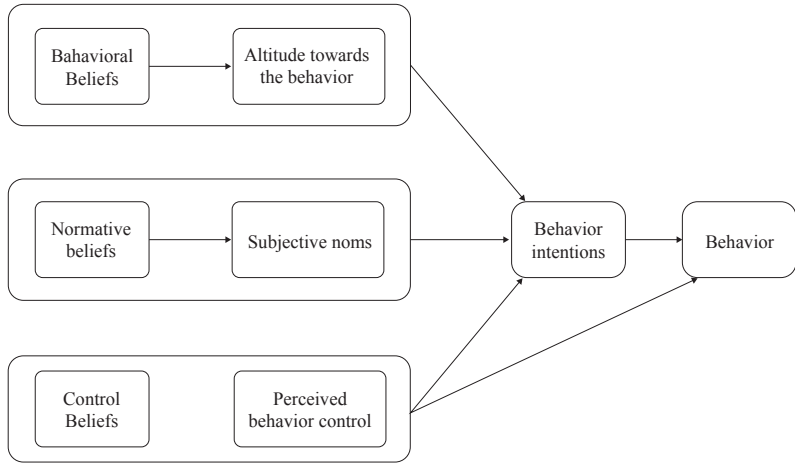 Bahavioral
Beliefs
Altitude towards
the behavior
Normative
beliefs
Subjective noms
Behavior
intentions
Behavior
Control
Beliefs
Perceived
behavior control